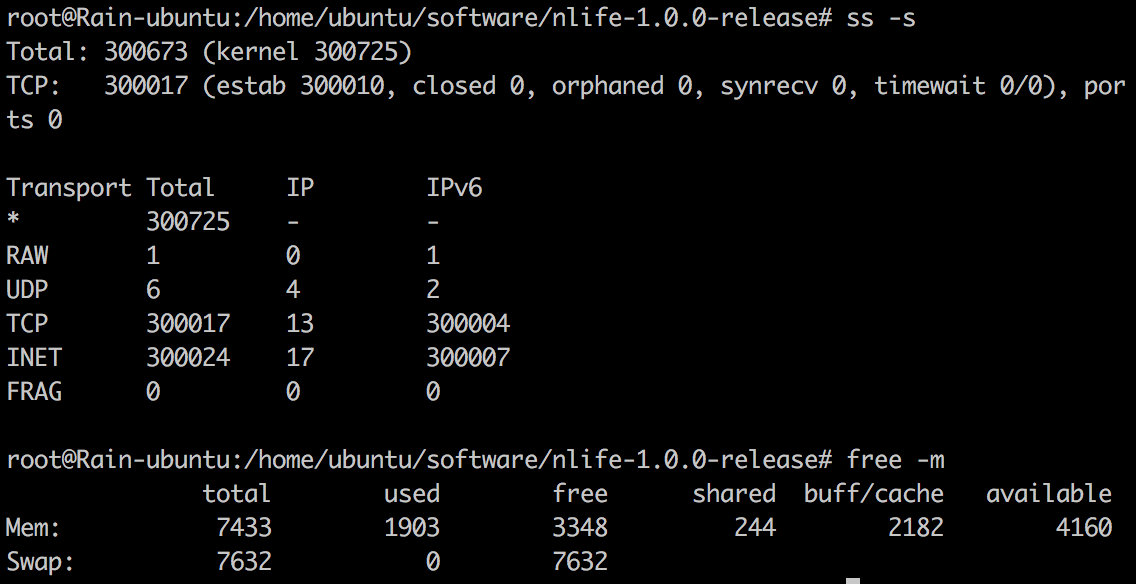 root@Rain-ubuntu:/home/ubuntu/software/nlife-1.0.0-release# ss -s
Total: 300673 (kernel 300725)
TCP:   300017 (estab 300010, closed 0, orphaned 0, synrecv 0, timewait 0/0), por
ts 0

Transport Total     IP        IPv6
*         300725    -         -
RAW       1         0         1
UDP       6         4         2
TCP       300017    13        300004
INET      300024    17        300007
FRAG      0         0         0

root@Rain-ubuntu:/home/ubuntu/software/nlife-1.0.0-release# free -m
              total        used        free      shared  buff/cache   available
Mem:           7433        1903        3348         244        2182        4160
Swap:          7632           0        7632